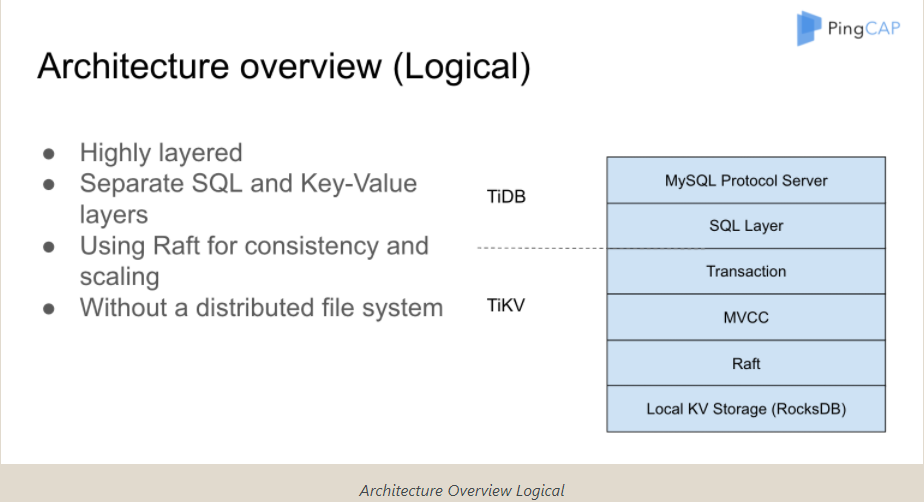 PingCAP
Architecture overview (Logical)
● Highly layered
● Separate SQL and Key-Value
layers
● Using Raft for consistency and
scaling
● Without a distributed file system
TiDB
TiKV
MySQL Protocol Server
SQL Layer
Transaction
MVCC
Raft
Local KV Storage (RocksDB)
Architecture Overview Logical